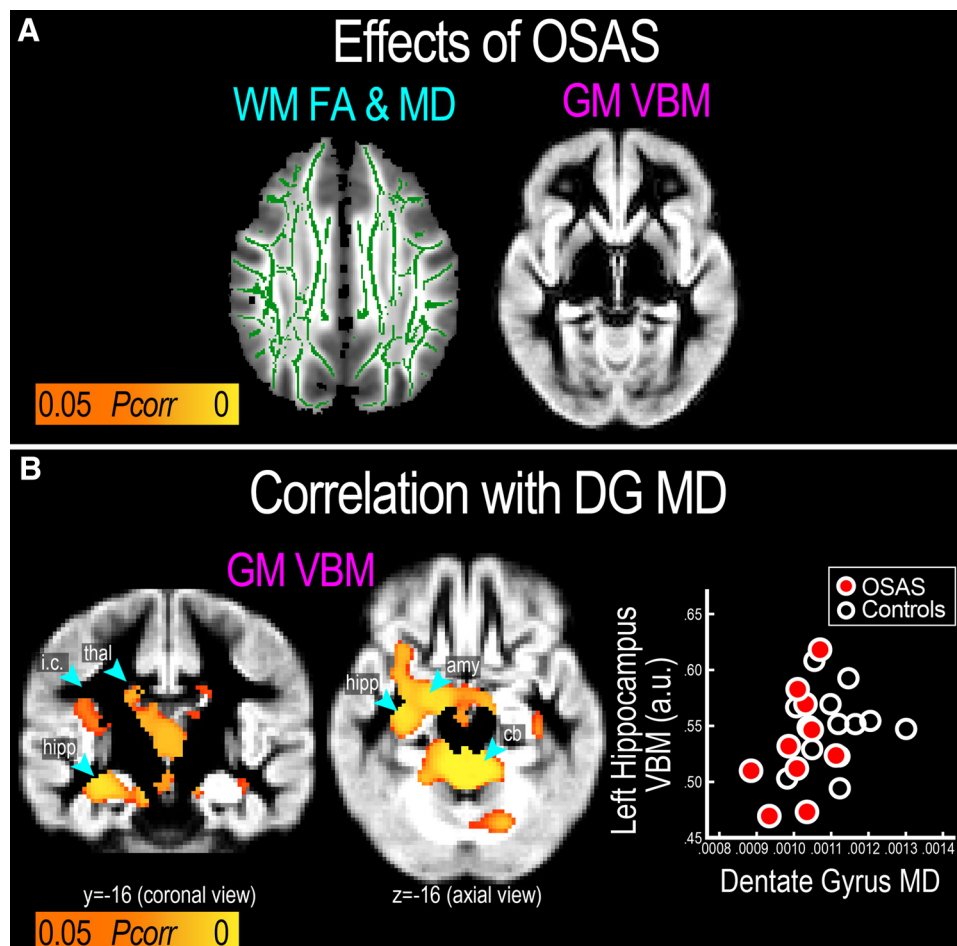 A
Effects of OSAS
WM FA & MD
GM VBM
0.05 Pcorr 0
B
Correlation with DG MD
GM VBM
OSAS
Controls
i.c.
thal
hipp
hipp
amy
cb
Left Hippocampus
VBM (a.u.)
.65
.60
.55
.50
.45
.0008 .0009 .0010 .0011 .0012 .0013 .0014
Dentate Gyrus MD
y=-16 (coronal view)
z=-16 (axial view)
0.05 Pcorr 0